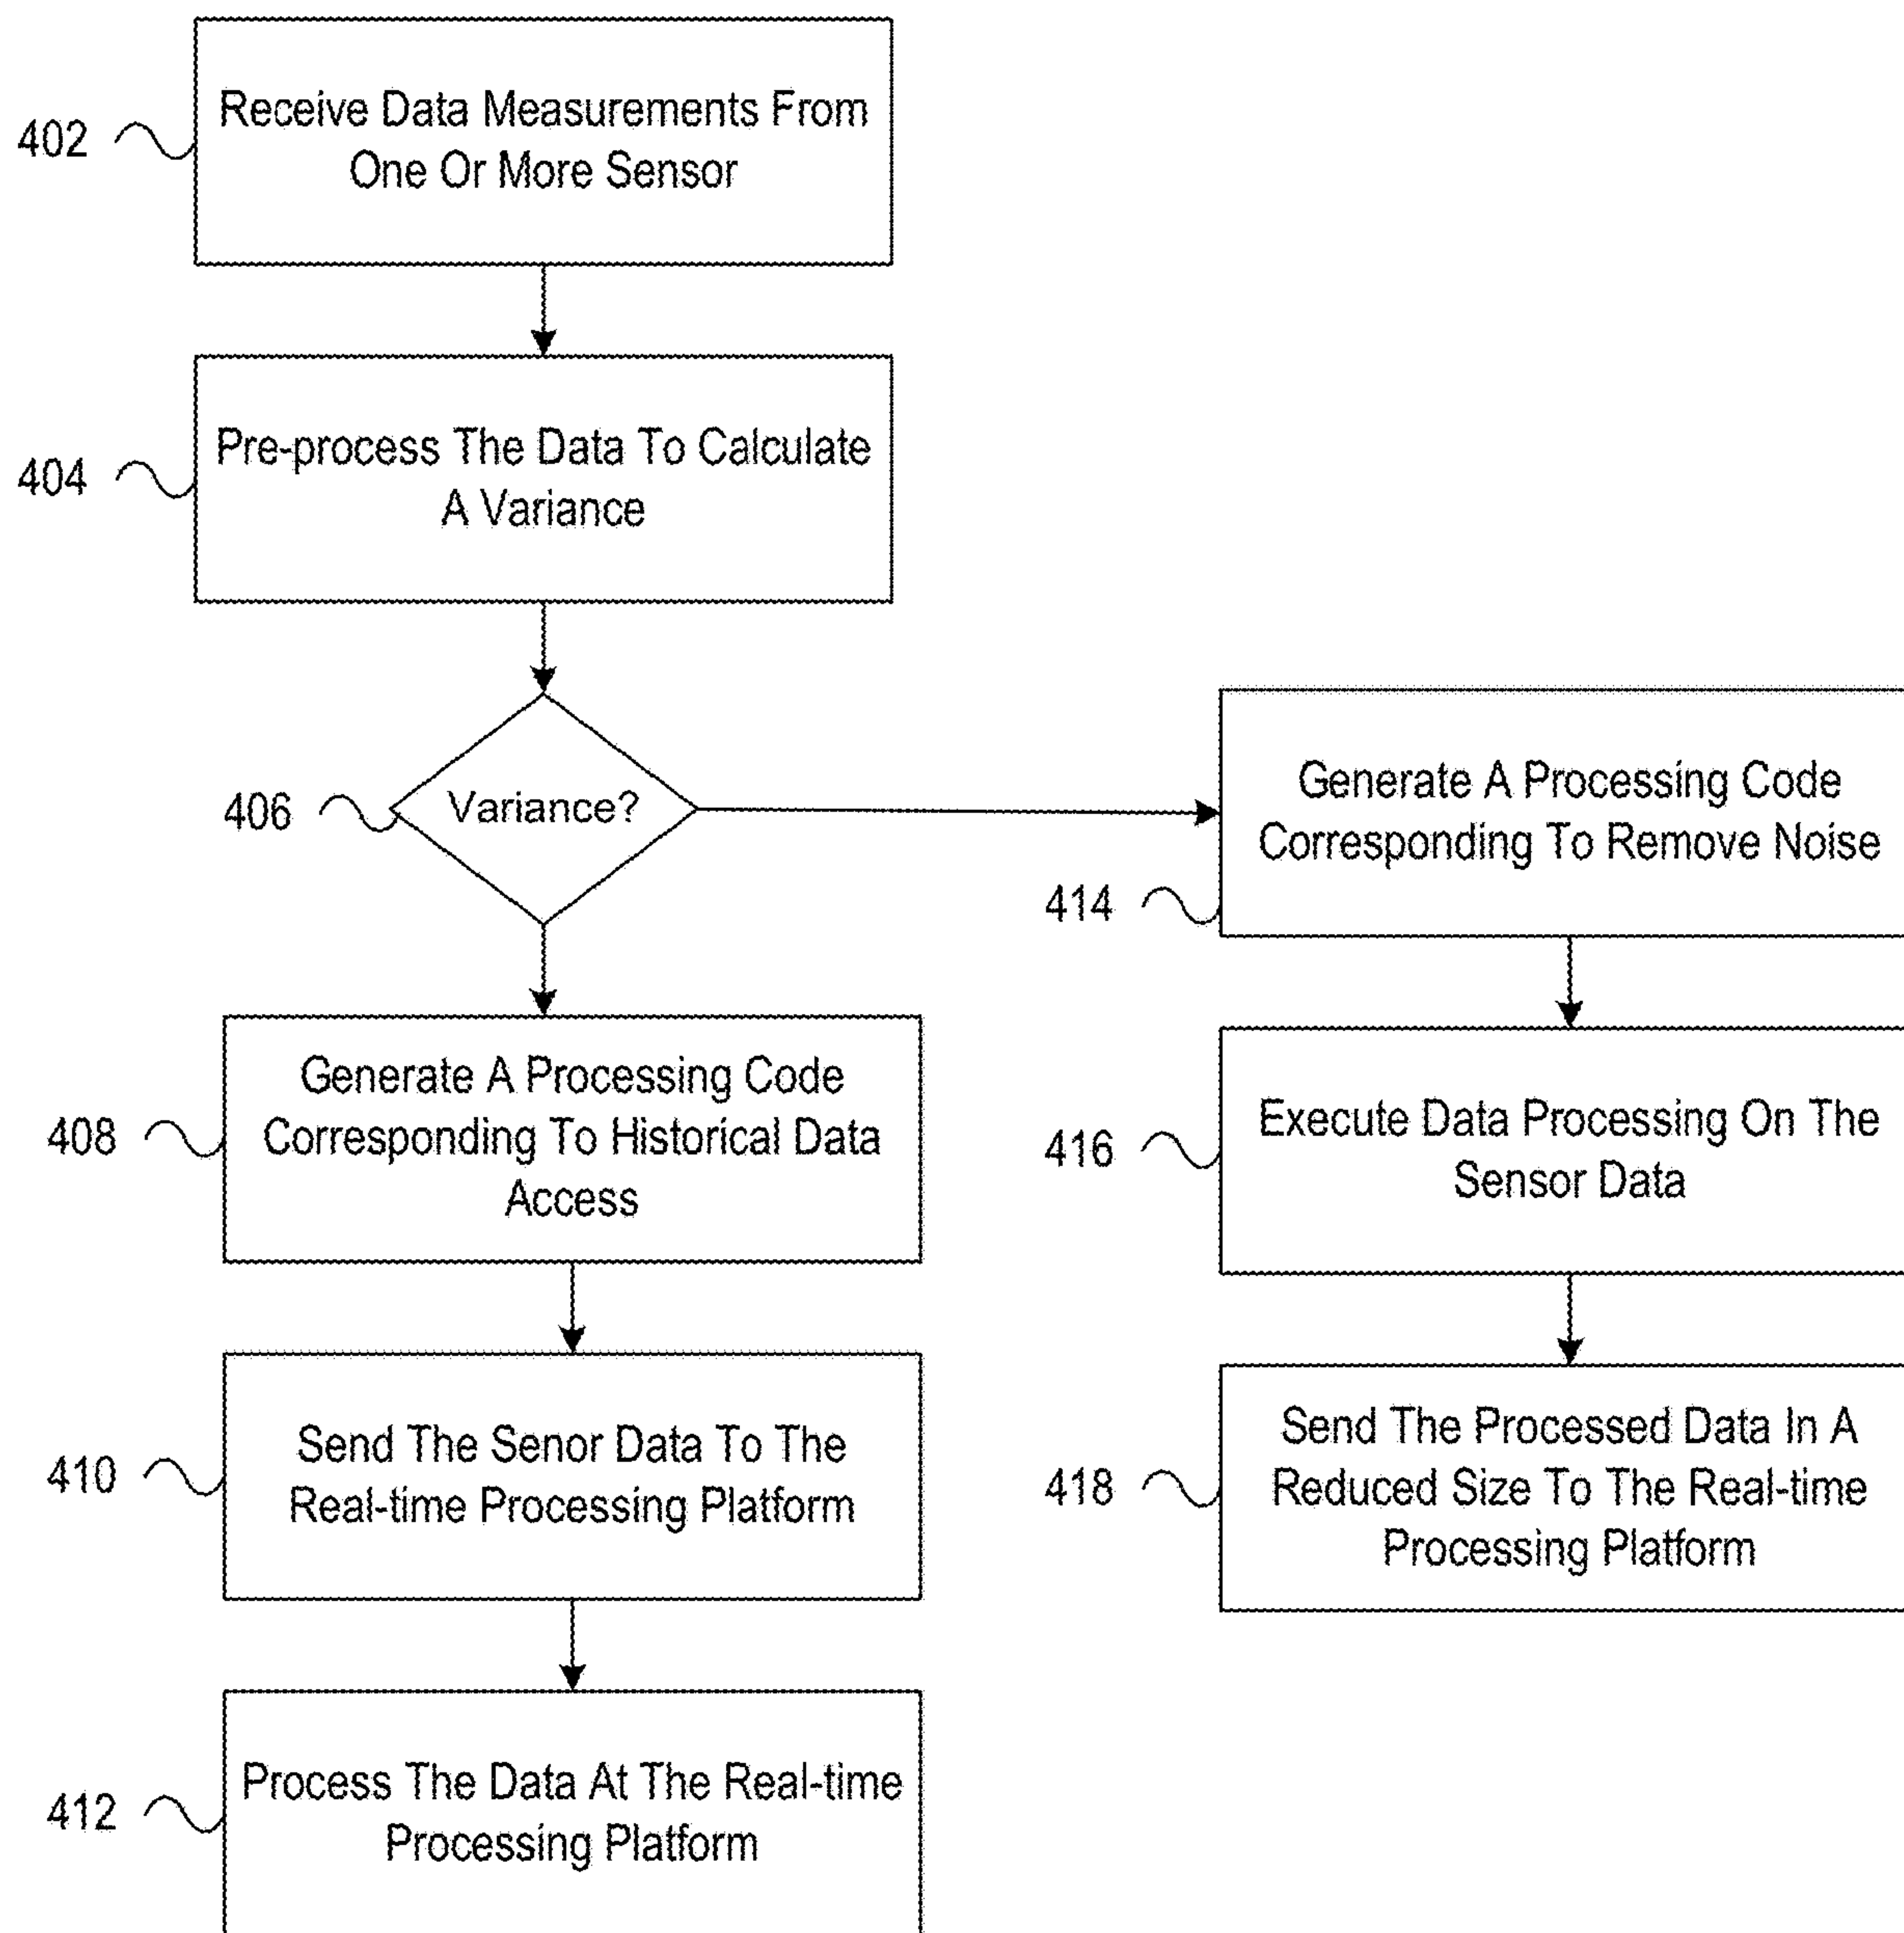 402
Receive Data Measurements From
One Or More Sensor
404
Pre-process The Data To Calculate
A Variance
406
Variance?
408
Generate A Processing Code
Corresponding To Historical Data
Access
410
Send The Senor Data To The
Real-time Processing Platform
412
Process The Data At The Real-time
Processing Platform
Generate A Processing Code
Corresponding To Remove Noise
414
416
Execute Data Processing On The
Sensor Data
418
Send The Processed Data In A
Reduced Size To The Real-time
Processing Platform